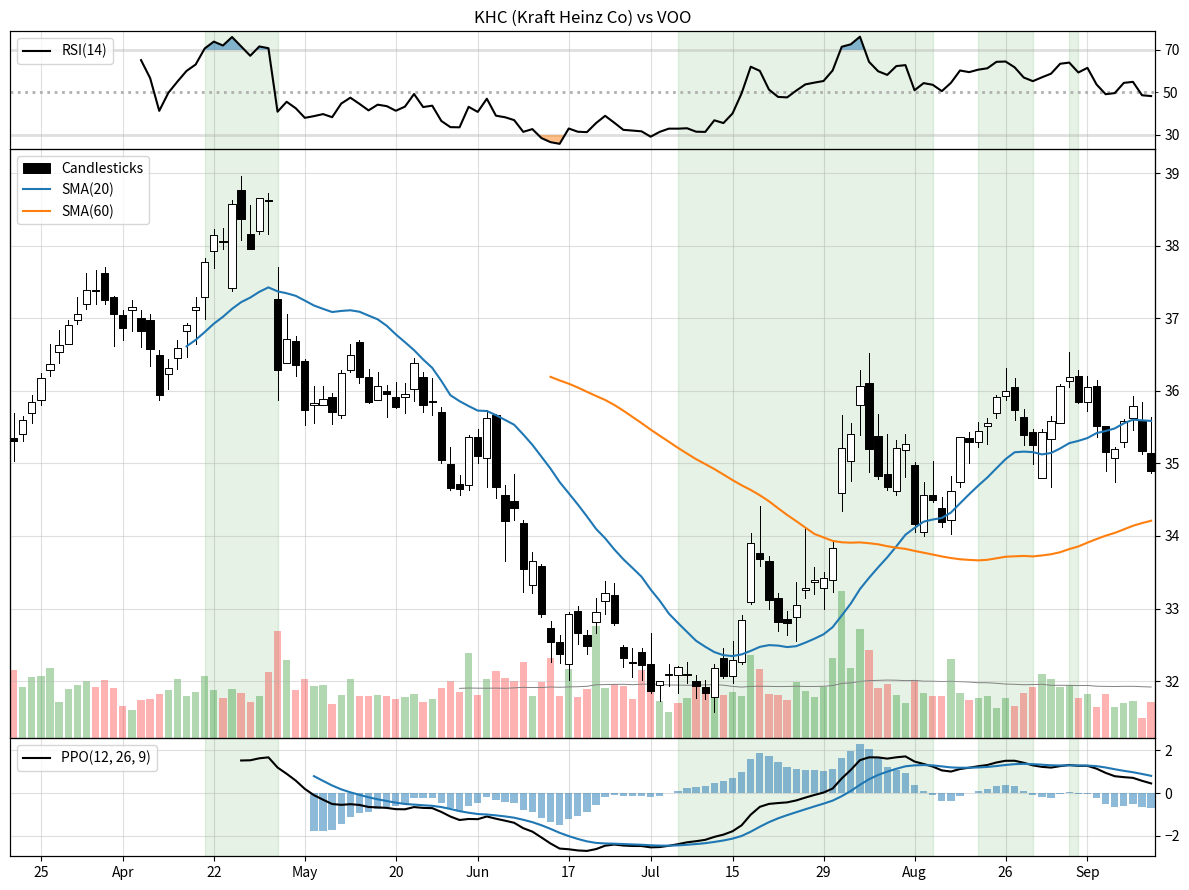 KHC (Kraft Heinz Co) vs VOO
RSI(14)
70
50
30
Candlesticks
SMA(20)
SMA(60)
39
38
37
36
35
34
33
32
PPO(12, 26, 9)
2
0
−2
25 Apr 22 May 20 Jun 17 Jul 15 29 Aug 26 Sep